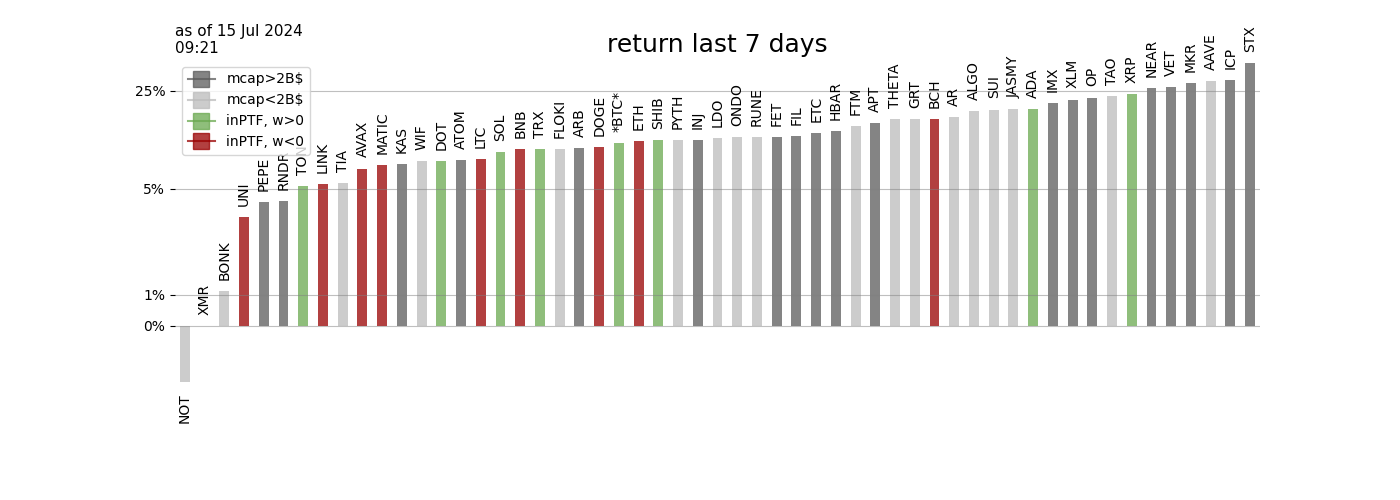 as of 15 Jul 2024
09:21
return last 7 days
mcap>2B$
mcap<2B$
inPTF, w>0
inPTF, w<0
25%
5%
1%
0%
NOT
XMR
BONK
UNI
PEPE
RNDR
TON
LINK
TIA
AVAX
MATIC
KAS
WIF
DOT
ATOM
LTC
SOL
BNB
TRX
FLOKI
ARB
DOGE
*BTC*
ETH
SHIB
PYTH
INJ
LDO
ONDO
RUNE
FET
FIL
ETC
HBAR
FTM
APT
THETA
GRT
BCH
AR
ALGO
SUI
JASMY
ADA
IMX
XLM
OP
TAO
XRP
NEAR
VET
MKR
AAVE
ICP
STX